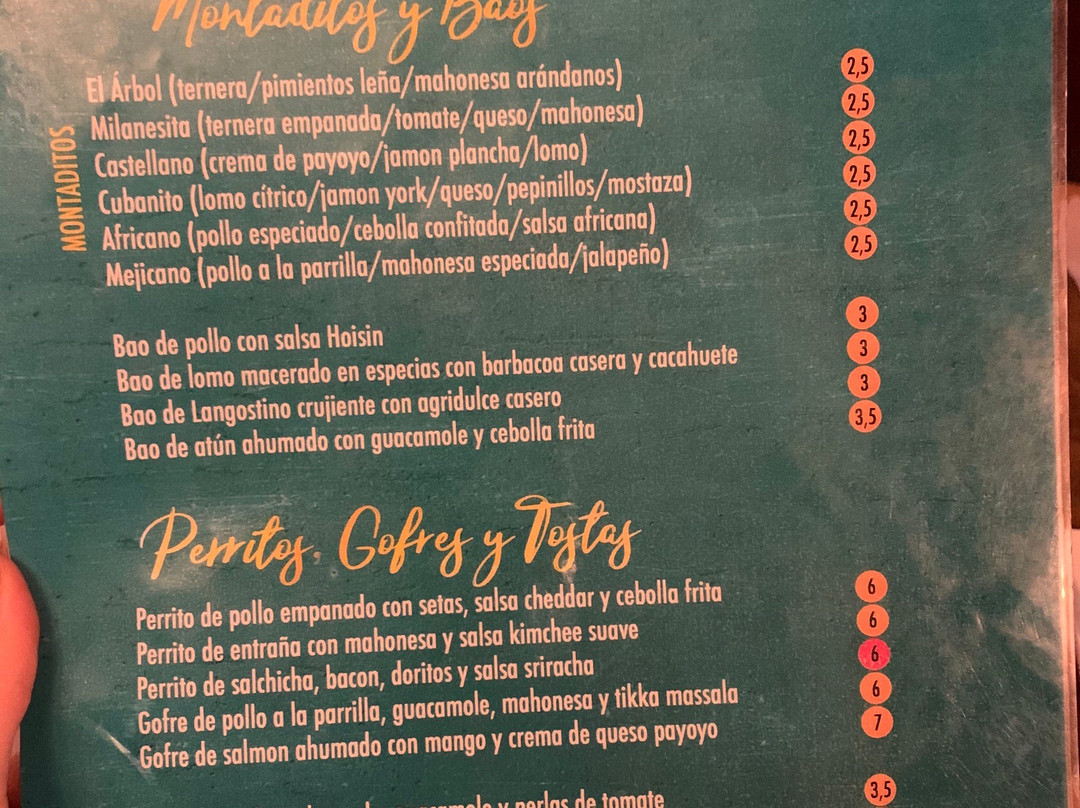 Montaditos y Baos
MONTADITOS
El Árbol (ternera/pimientos leña/mahonesa arándanos) 2,5
Milanesita (ternera empanada/tomate/queso/mahonesa) 2,5
Castellano (crema de payoyo/jamon plancha/lomo) 2,5
Cubanito (lomo cítrico/jamon york/queso/pepinillos/mostaza) 2,5
Africano (pollo especiado/cebolla confitada/salsa africana) 2,5
Mejicano (pollo a la parrilla/mahonesa especiada/jalapeño) 2,5
Bao de pollo con salsa Hoisin 3
Bao de lomo macerado en especias con barbacoa casera y cacahuete 3
Bao de Langostino crujiente con agridulce casero 3
Bao de atún ahumado con guacamole y cebolla frita 3,5
Perritos, Gofres y Tostas
Perrito de pollo empanado con setas, salsa cheddar y cebolla frita 6
Perrito de entraña con mahonesa y salsa kimchee suave 6
Perrito de salchicha, bacon, doritos y salsa sriracha 6
Gofre de pollo a la parrilla, guacamole, mahonesa y tikka massala 6
Gofre de salmon ahumado con mango y crema de queso payoyo 7
y perlas de tomate 3,5